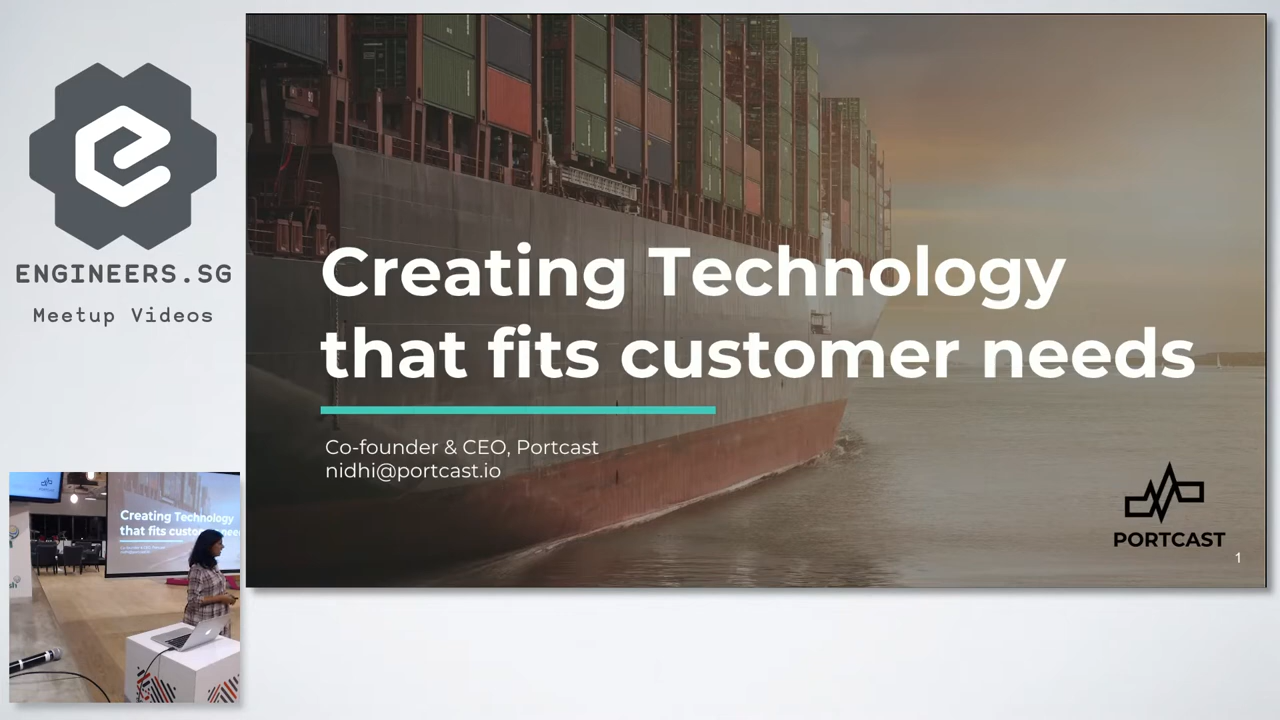 ENGINEERS.SG
Meetup Videos
Creating Technology
that fits customer needs
Co-founder & CEO, Portcast
nidhi@portcast.io
PORTCAST
1
Creating Technology
that fits